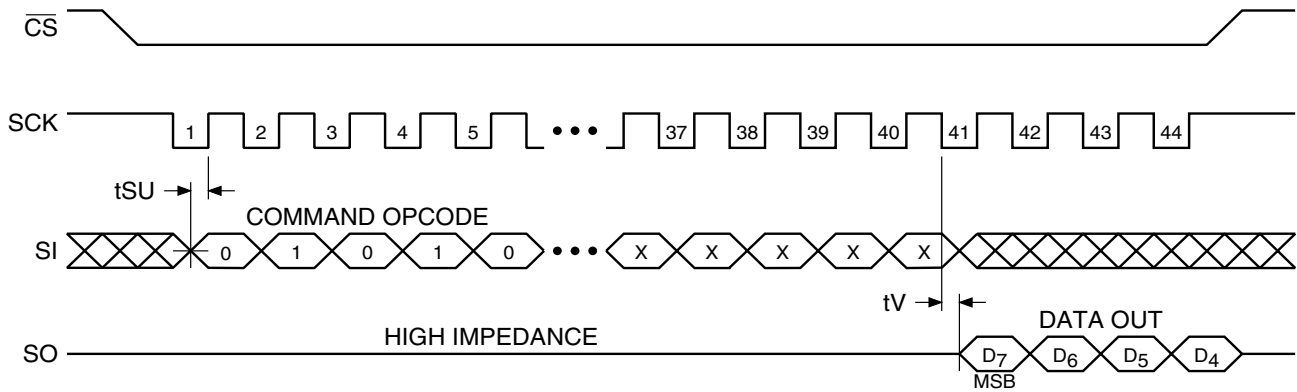 CS
SCK 1 2 3 4 5 ••• 37 38 39 40 41 42 43 44
tSU
COMMAND OPCODE
SI 0 1 0 1 0 ••• X X X X X
tV
HIGH IMPEDANCE
DATA OUT
SO D7 D6 D5 D4
MSB